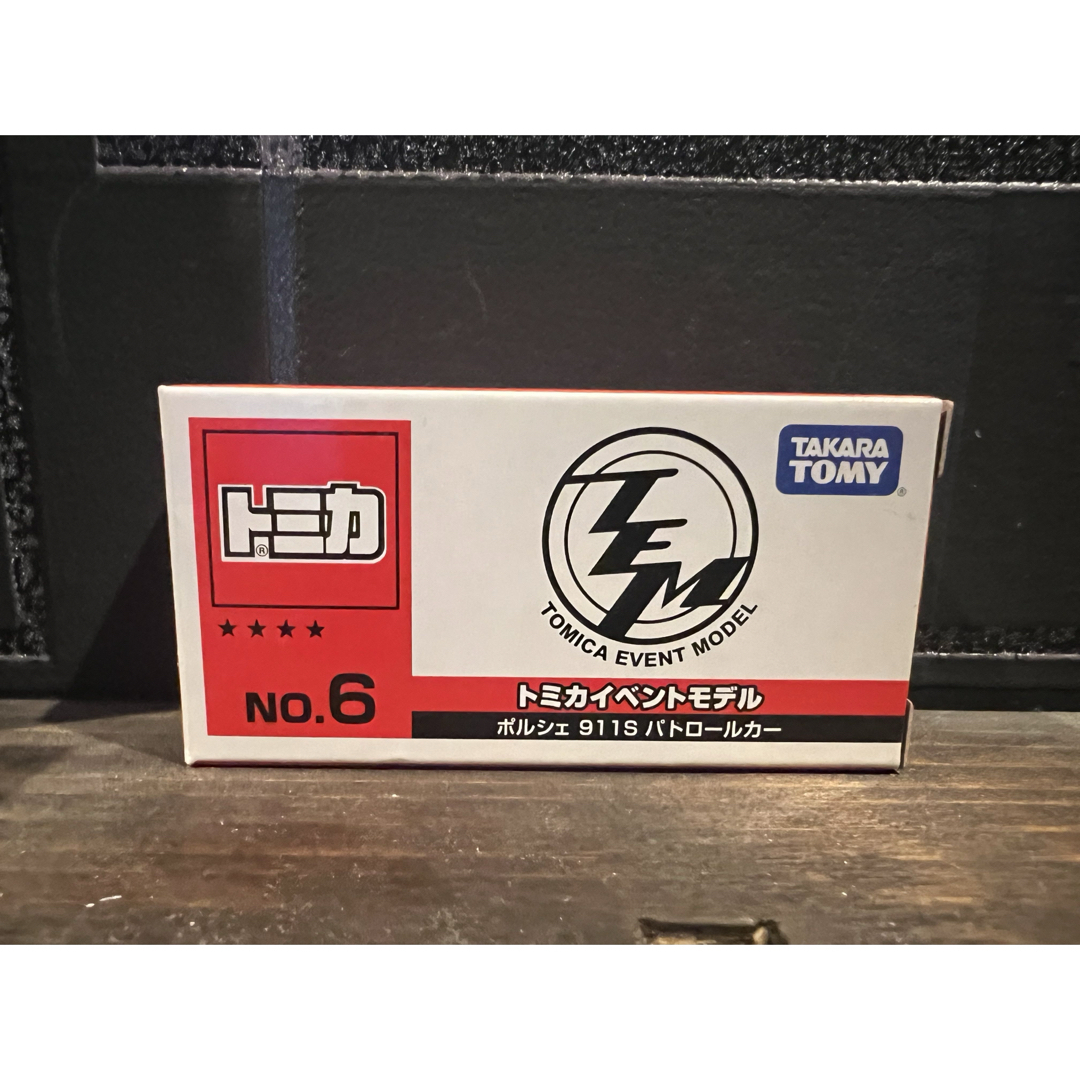 トミカ®
★★★★
NO.6
TEM
TOMICA EVENT MODEL
TAKARA
TOMY®
トミカイベントモデル
ポルシェ 911S パトロールカー